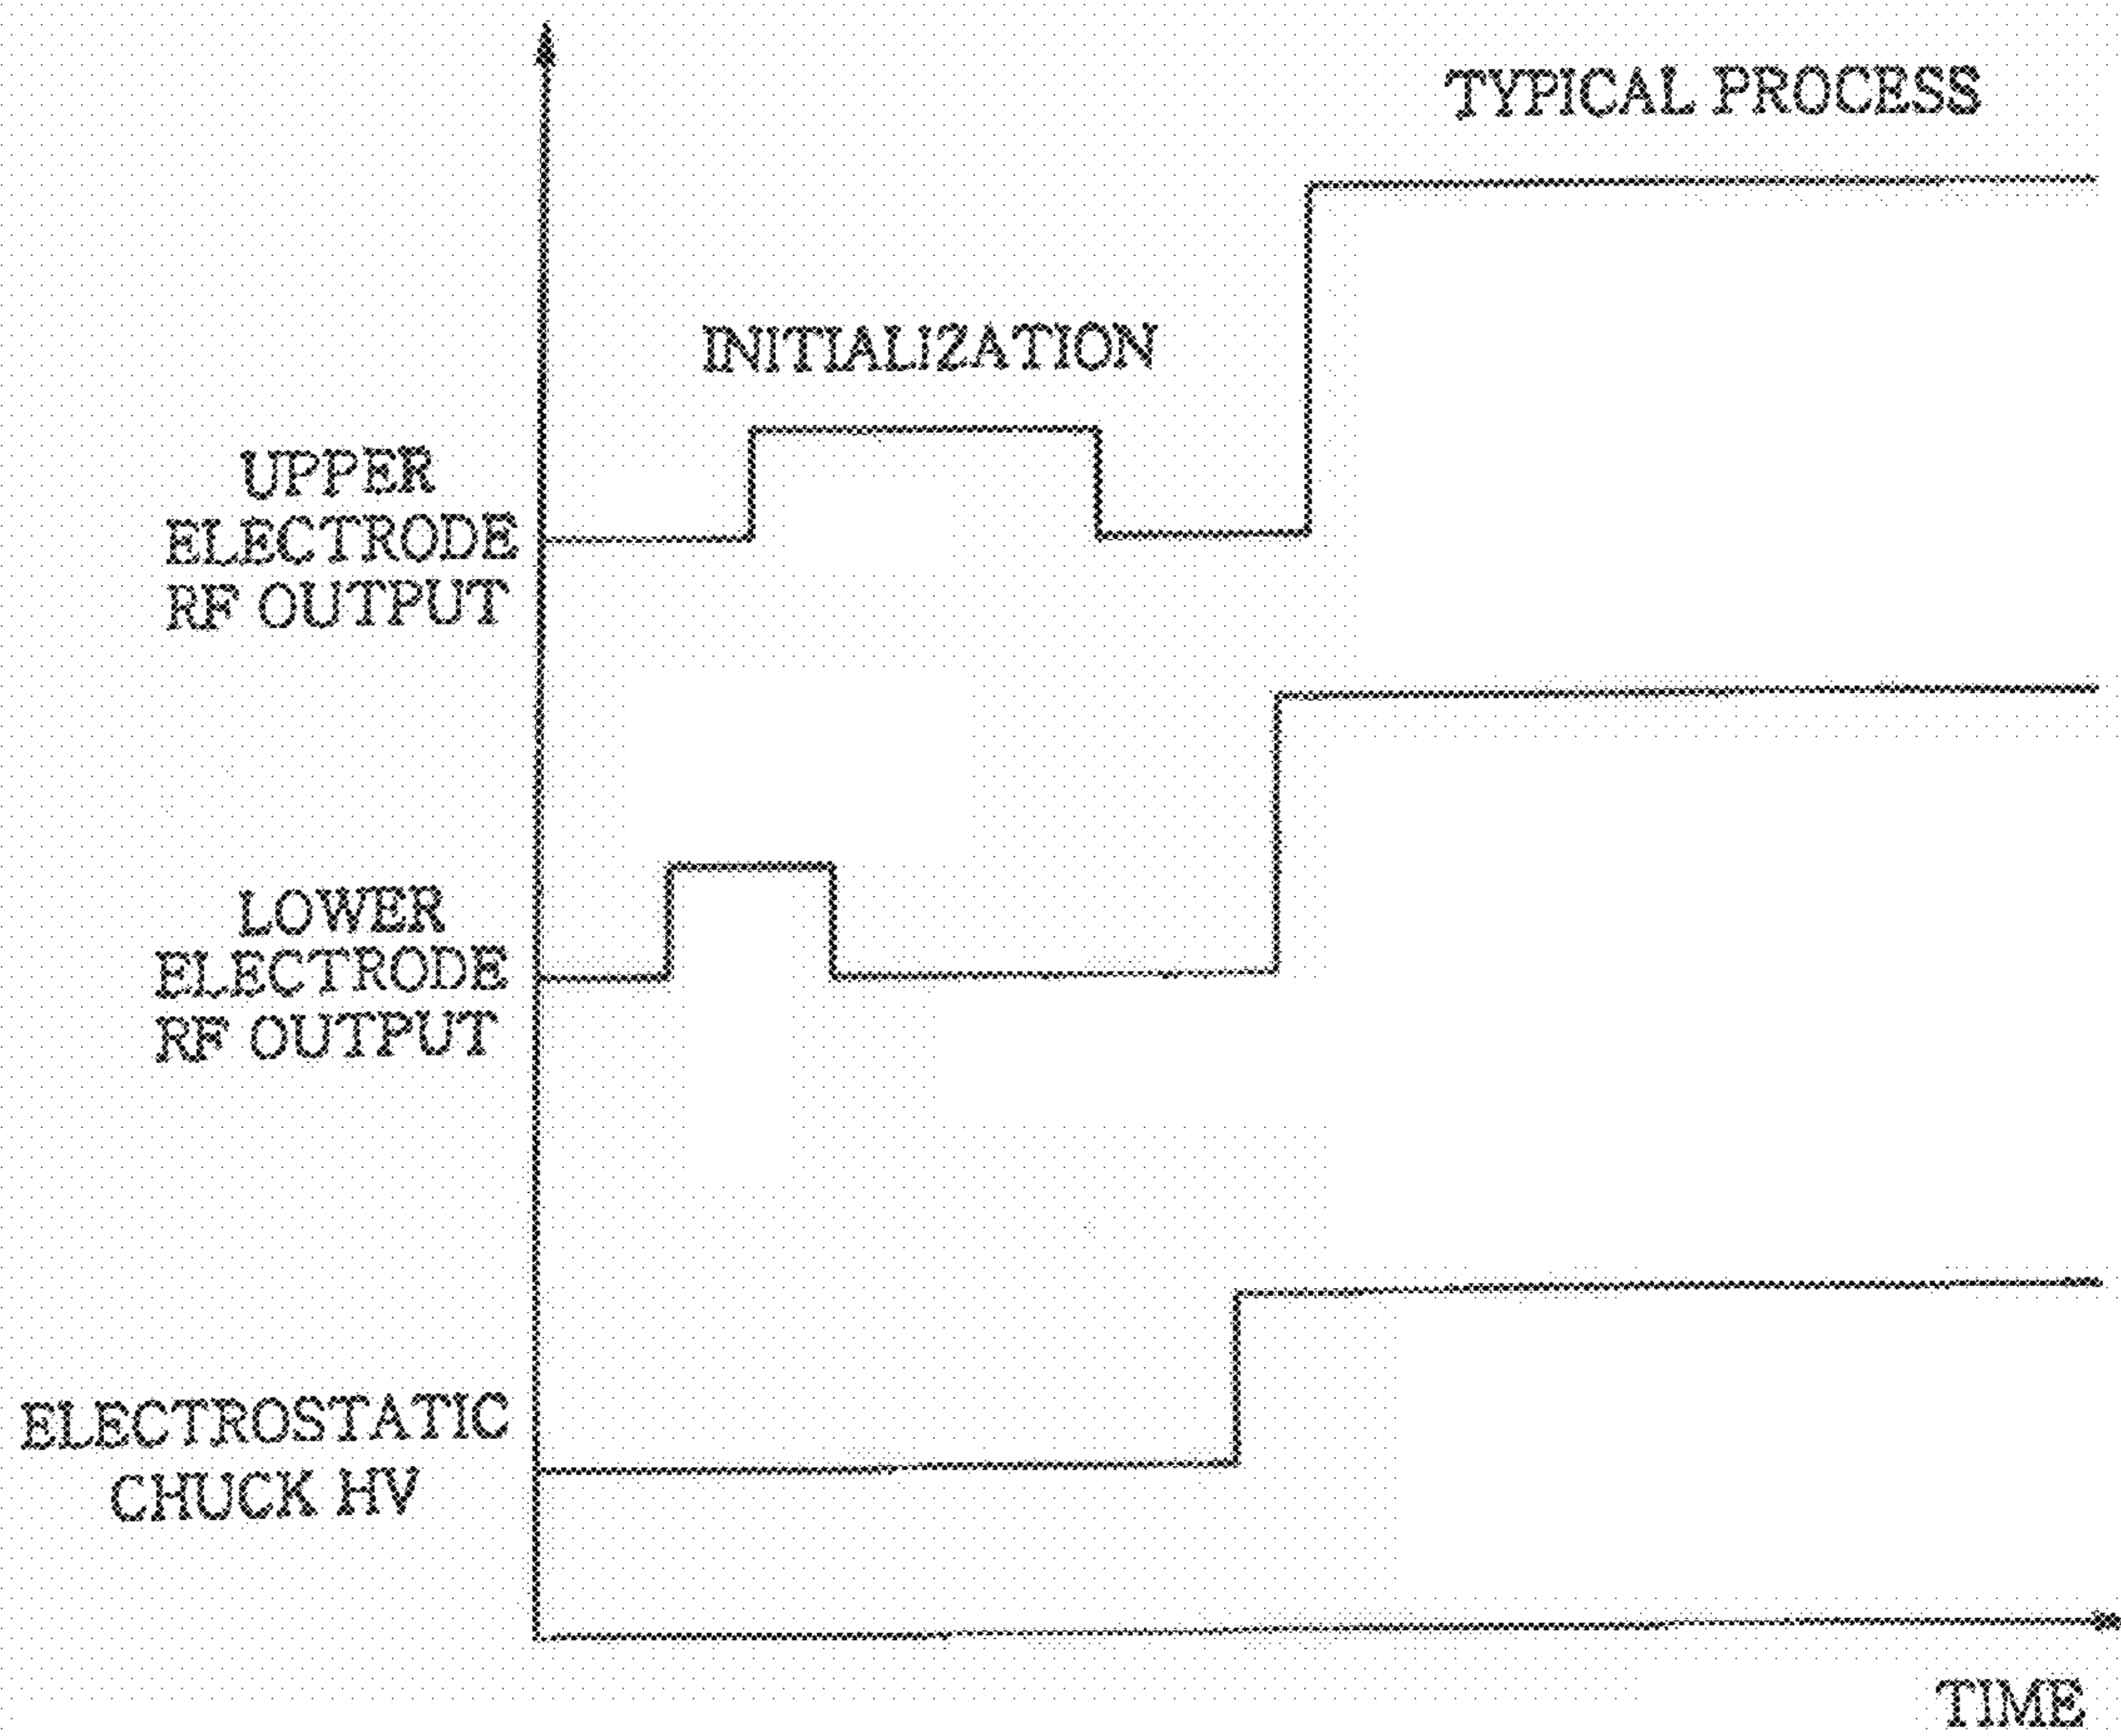 TYPICAL PROCESS
INITIALIZATION
UPPER
ELECTRODE
RF OUTPUT
LOWER
ELECTRODE
RF OUTPUT
ELECTROSTATIC
CHUCK HV
TIME